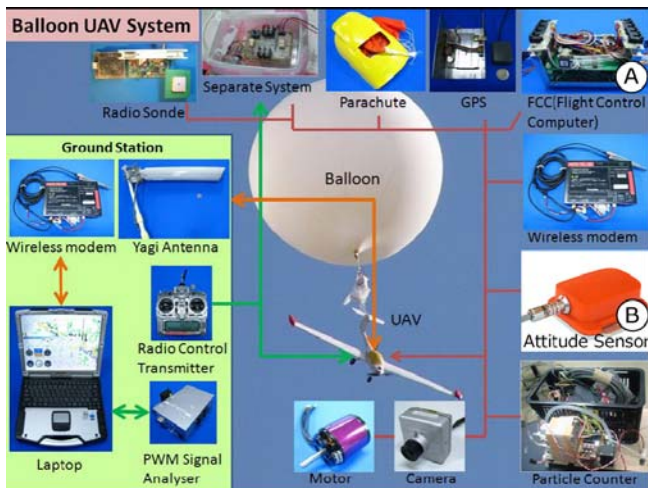 Balloon UAV System
Radio Sonde
Separate System
Parachute
GPS
FCC(Flight Control
Computer)
A
Ground Station
Wireless modem
Yagi Antenna
Balloon
Wireless modem
UAV
Radio Control
Transmitter
B
Attitude Sensor
Laptop
PWM Signal
Analyser
Motor
Camera
Particle Counter